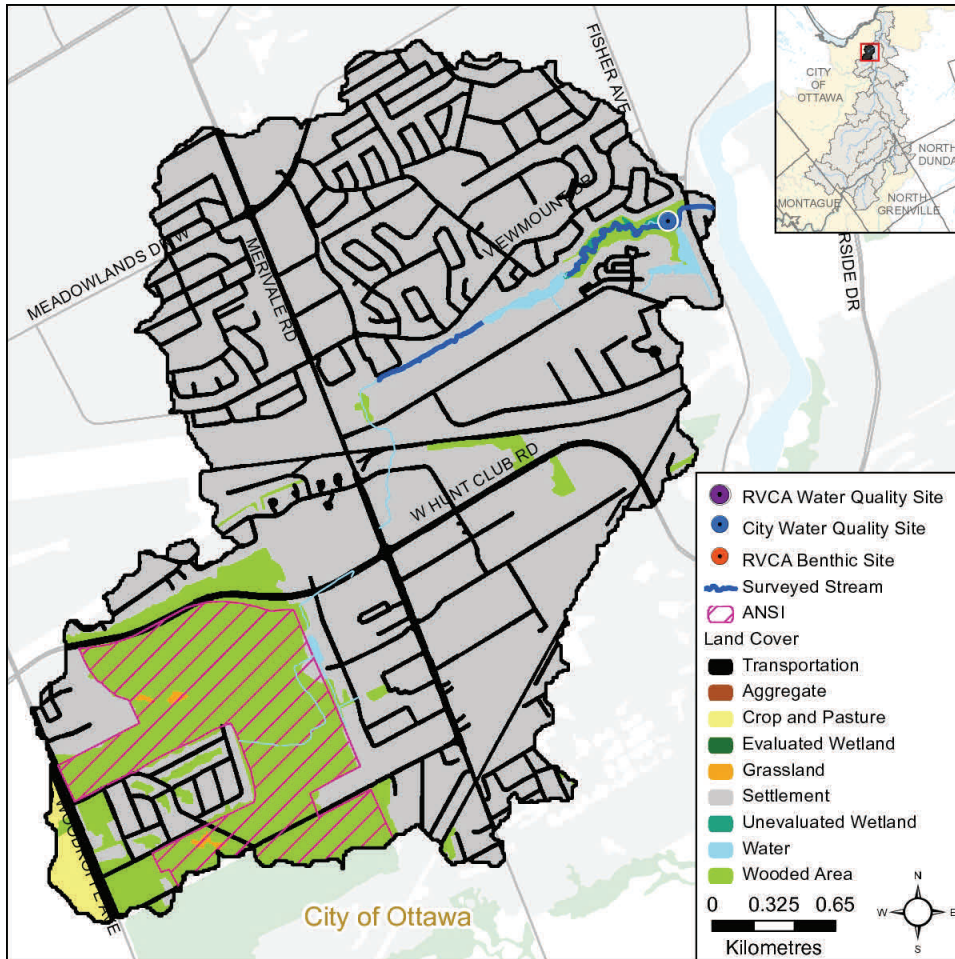 FISHER AVE
VIEWMOUNT DR
MEADOWLANDS DR W
MERIVALE RD
W HUNT CLUB RD
WOODROFFE AVE
RSIDE DR
City of Ottawa
CITY
OF
OTTAWA
NORTH
DUNDA
MONTAGUE
NORTH
GRENVILLE
RVCA Water Quality Site
City Water Quality Site
RVCA Benthic Site
Surveyed Stream
ANSI
Land Cover
Transportation
Aggregate
Crop and Pasture
Evaluated Wetland
Grassland
Settlement
Unevaluated Wetland
Water
Wooded Area
0 0.325 0.65
Kilometres
N
W E
S